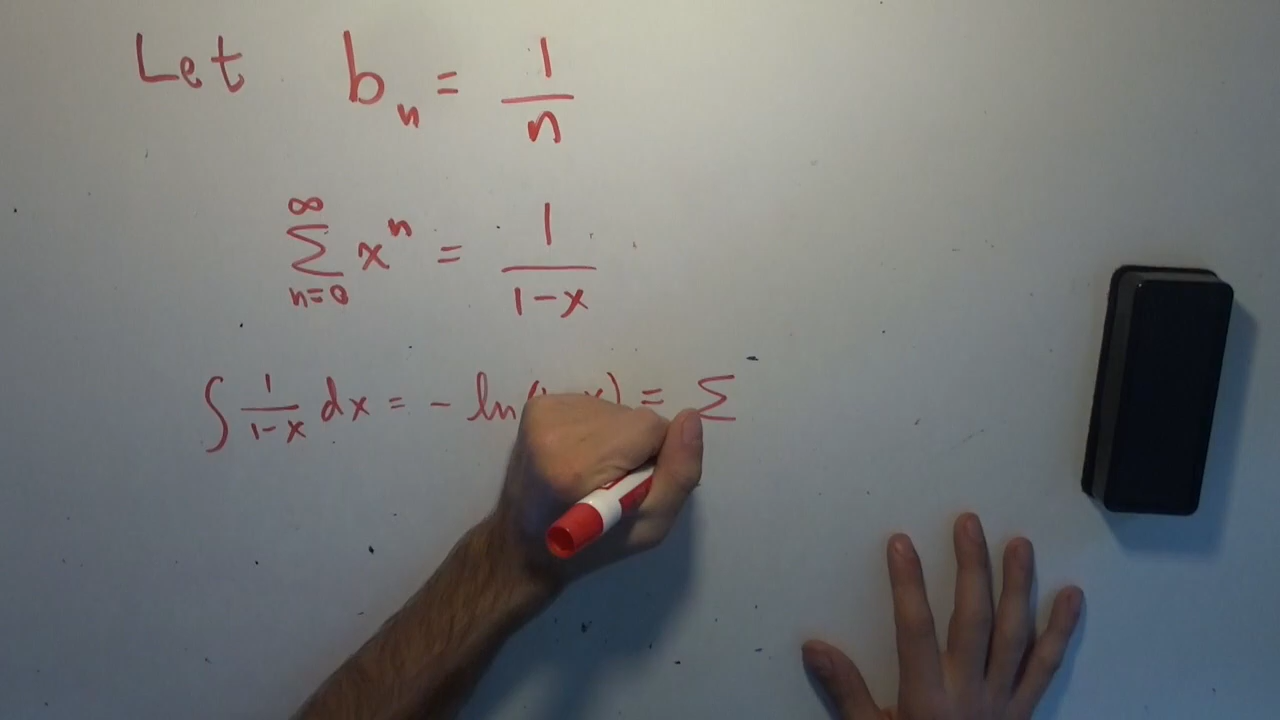 Let b_n = 1/n
∞ Σ n=0 x^n = 1/(1-x)
∫ 1/(1-x) dx = - ln( x) = Σ